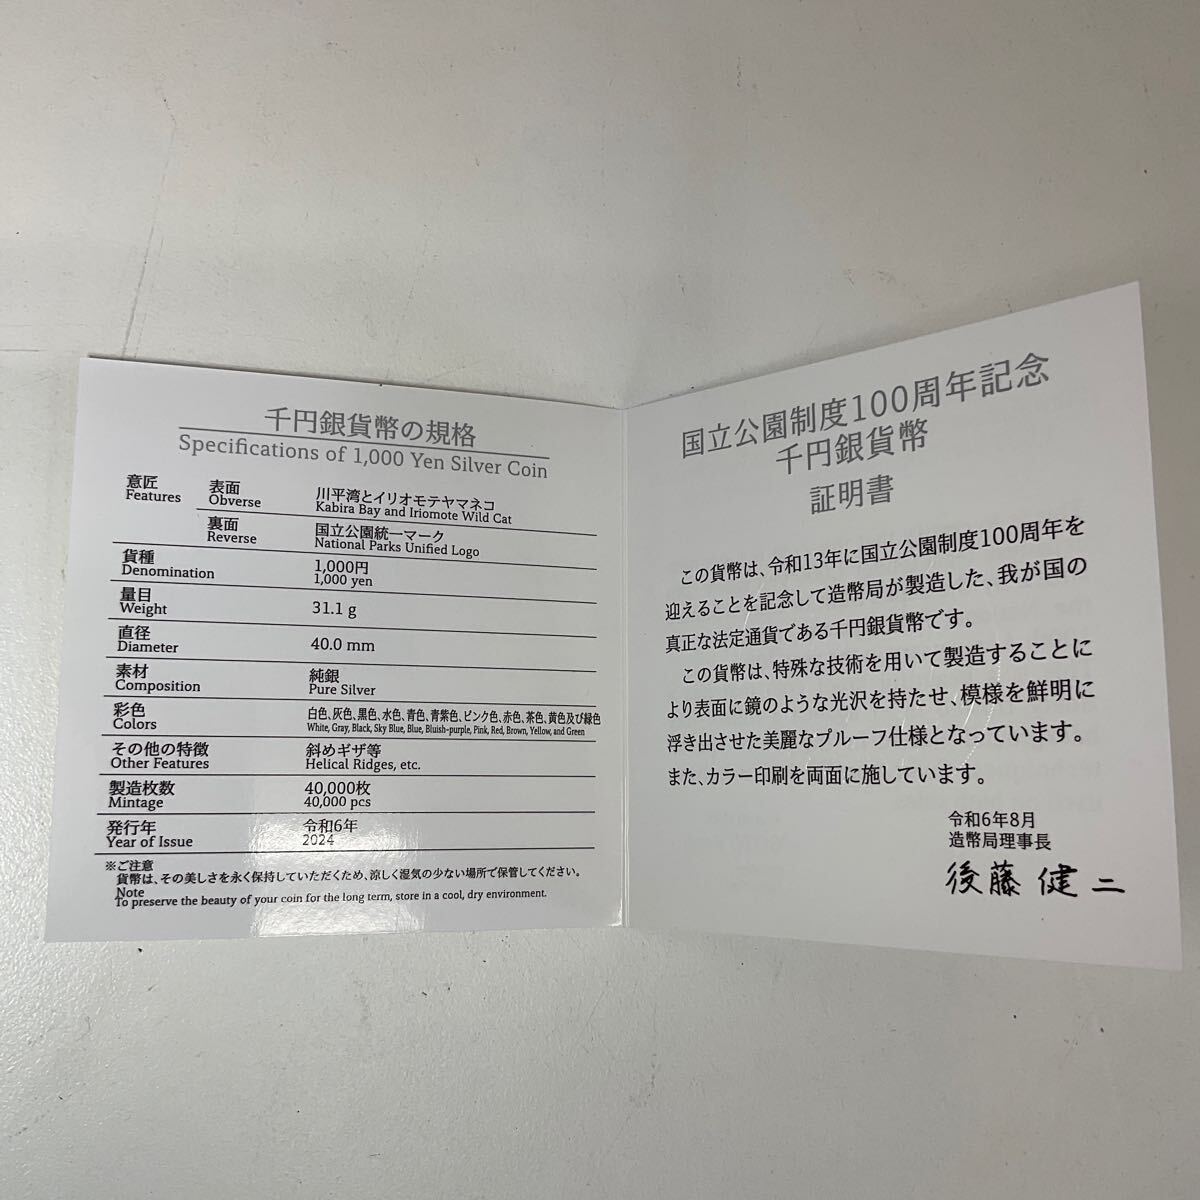 千円銀貨幣の規格
Specifications of 1,000 Yen Silver Coin
意匠
Features
表面
Obverse
川平湾とイリオモテヤマネコ
Kabira Bay and Iriomote Wild Cat
裏面
Reverse
国立公園統一マーク
National Parks Unified Logo
貨種
Denomination
1,000円
1,000 yen
量目
Weight
31.1 g
直径
Diameter
40.0 mm
素材
Composition
純銀
Pure Silver
彩色
Colors
白色、灰色、黒色、水色、青色、青紫色、ピンク色、赤色、茶色、黄色及び緑色
White, Gray, Black, Sky Blue, Blue, Bluish-purple, Pink, Red, Brown, Yellow, and Green
その他の特徴
Other Features
斜めギザ等
Helical Ridges, etc.
製造枚数
Mintage
40,000枚
40,000 pcs
発行年
Year of Issue
令和6年
2024
※ご注意
貨幣は、その美しさを永く保持していただくため、涼しく湿気の少ない場所で保管してください。
Note
To preserve the beauty of your coin for the long term, store in a cool, dry environment.
国立公園制度100周年記念
千円銀貨幣
証明書
この貨幣は、令和13年に国立公園制度100周年を
迎えることを記念して造幣局が製造した、我が国の
真正な法定通貨である千円銀貨幣です。
この貨幣は、特殊な技術を用いて製造することに
より表面に鏡のような光沢を持たせ、模様を鮮明に
浮き出させた美麗なプルーフ仕様となっています。
また、カラー印刷を両面に施しています。
令和6年8月
造幣局理事長
後藤健二